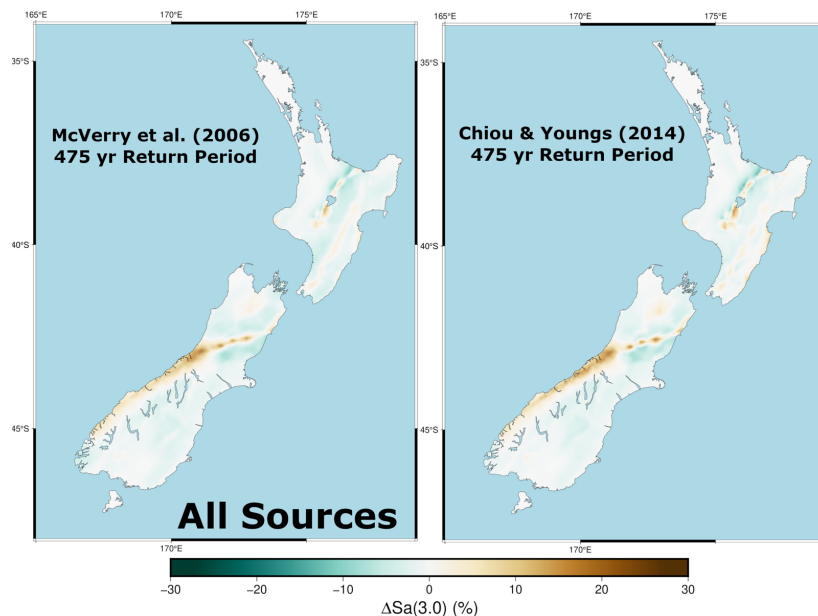 165°E 170°E 175°E 170°E 175°E
35°S 35°S
McVerry et al. (2006)
475 yr Return Period
Chiou & Youngs (2014)
475 yr Return Period
40°S 40°S
45°S 45°S
All Sources
170°E 170°E 175°E
−30 −20 −10 0 10 20 30
ΔSa(3.0) (%)